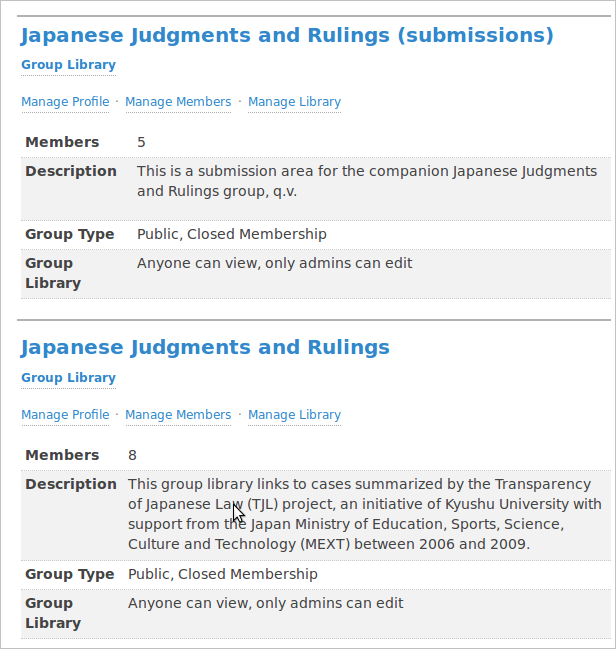 Japanese Judgments and Rulings (submissions)
Group Library
Manage Profile · Manage Members · Manage Library
Members 5
Description This is a submission area for the companion Japanese Judgments
and Rulings group, q.v.
Group Type Public, Closed Membership
Group Anyone can view, only admins can edit
Library
Japanese Judgments and Rulings
Group Library
Manage Profile · Manage Members · Manage Library
Members 8
Description This group library links to cases summarized by the Transparency
of Japanese Law (TJL) project, an initiative of Kyushu University with
support from the Japan Ministry of Education, Sports, Science,
Culture and Technology (MEXT) between 2006 and 2009.
Group Type Public, Closed Membership
Group Anyone can view, only admins can edit
Library